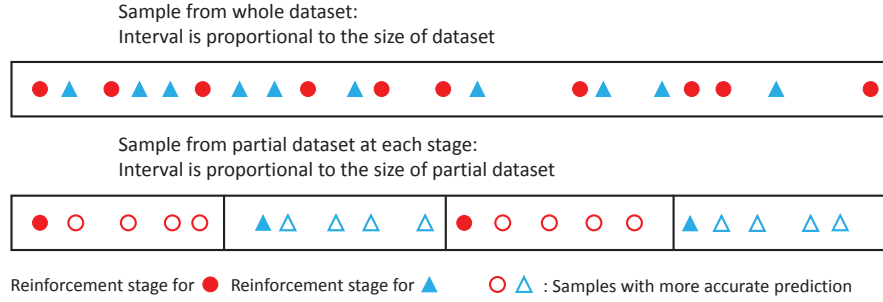 Sample from whole dataset:
Interval is proportional to the size of dataset
Sample from partial dataset at each stage:
Interval is proportional to the size of partial dataset
Reinforcement stage for Reinforcement stage for : Samples with more accurate prediction